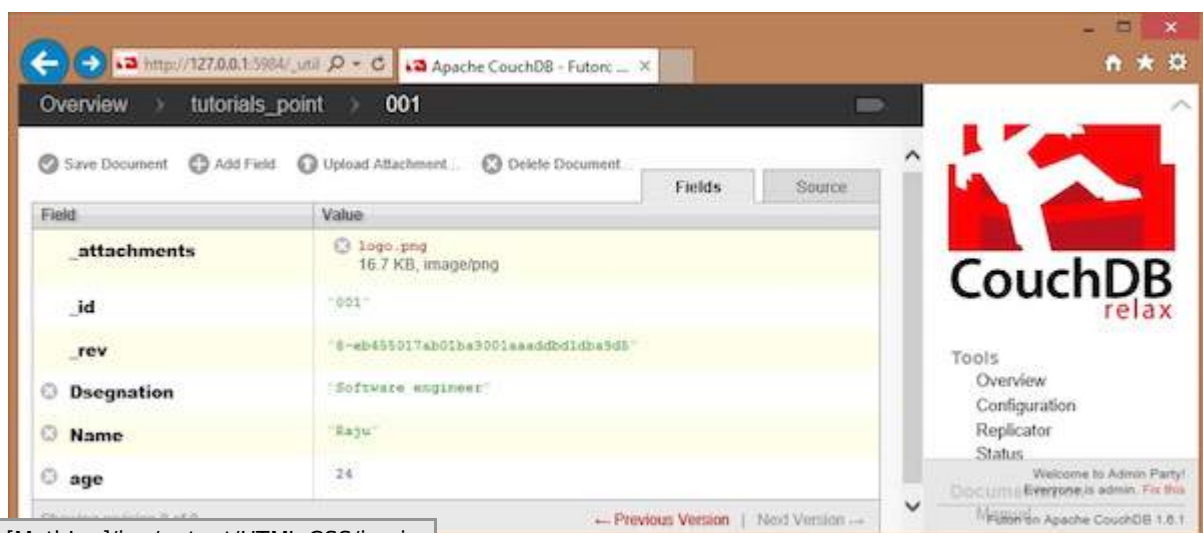 http://127.0.0.1:5984/_util
Apache CouchDB - Futon: ...
Overview tutorials_point 001
Save Document Add Field Upload Attachment... Delete Document...
Fields Source
Field Value
_attachments logo.png
16.7 KB, image/png
_id "001"
_rev
Dsegnation "Software engineer"
Name "Raju"
age 24
← Previous Version | Next Version →
CouchDB
relax
Tools
Overview
Configuration
Replicator
Status
Welcome to Admin Party!
Everyone is admin. Fix this
Futon on Apache CouchDB 1.6.1